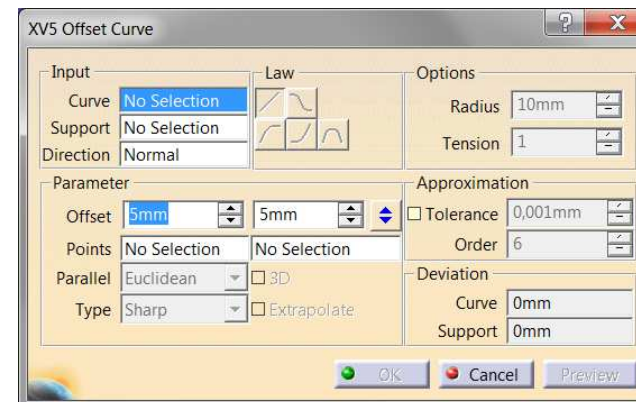 XV5 Offset Curve
Input
Curve No Selection
Support No Selection
Direction Normal
Law
Options
Radius 10mm
Tension 1
Parameter
Offset 5mm 5mm
Points No Selection No Selection
Parallel Euclidean 3D
Type Sharp Extrapolate
Approximation
Tolerance 0,001mm
Order 6
Deviation
Curve 0mm
Support 0mm
OK Cancel Preview